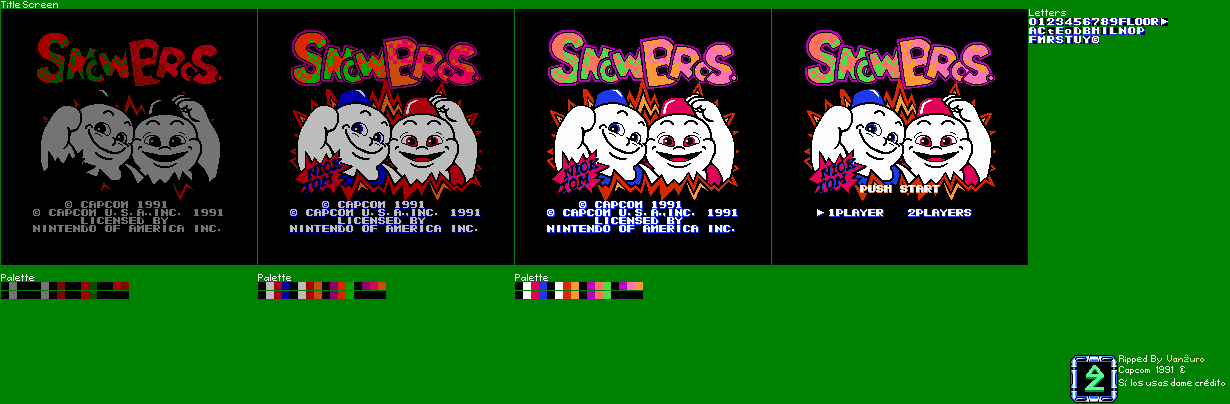 Title Screen
SNOW BROS.
NICK
TOM
© CAPCOM 1991
© CAPCOM U.S.A.,INC. 1991
LICENSED BY
NINTENDO OF AMERICA INC.
SNOW BROS.
NICK
TOM
© CAPCOM 1991
© CAPCOM U.S.A.,INC. 1991
LICENSED BY
NINTENDO OF AMERICA INC.
SNOW BROS.
NICK
TOM
PUSH START
▶1PLAYER 2PLAYERS
SNOW BROS.
© CAPCOM 1991
© CAPCOM U.S.A.,INC. 1991
LICENSED BY
NINTENDO OF AMERICA INC.
Letters
0123456789FLOOR▶
ACtEoDBMILNOP
FMRSTUY©
Palette
Palette
Palette
2
Ripped By Van2uro
Capcom 1991 ©
Si los usas dame crédito